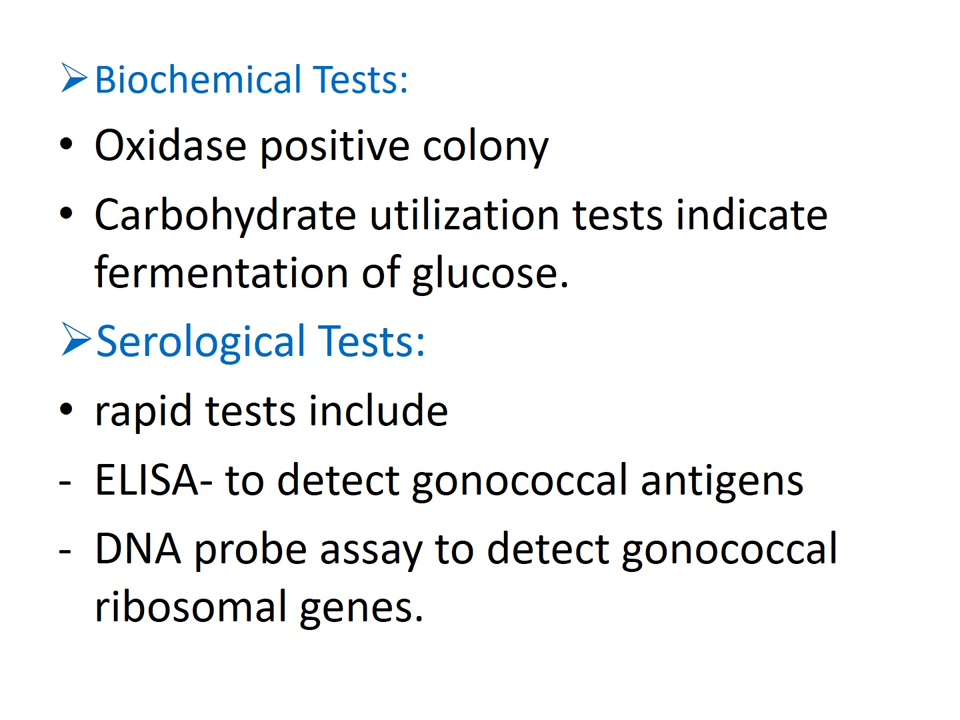 ➢Biochemical Tests:
• Oxidase positive colony
• Carbohydrate utilization tests indicate
fermentation of glucose.
➢Serological Tests:
• rapid tests include
- ELISA- to detect gonococcal antigens
- DNA probe assay to detect gonococcal
ribosomal genes.